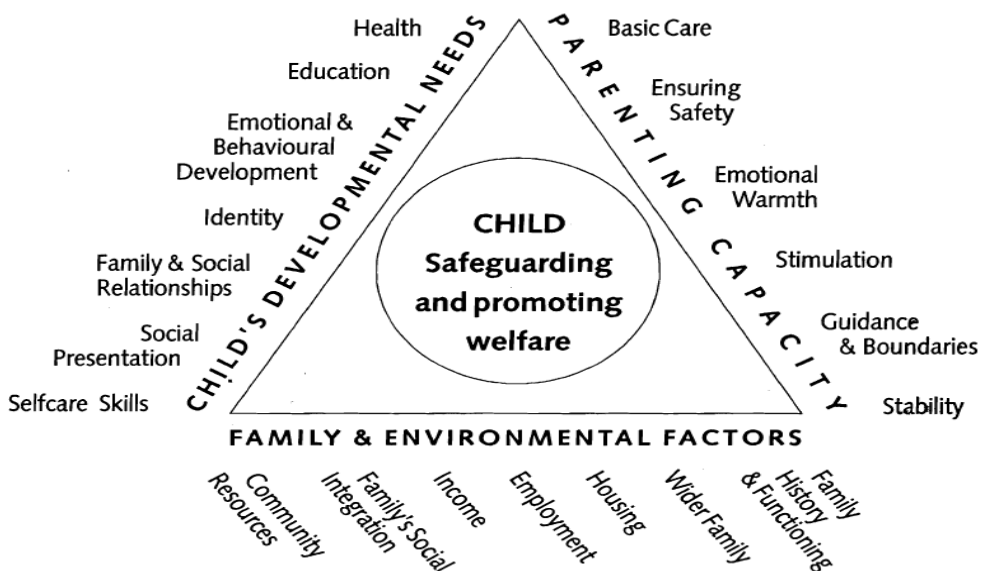 Health
Education
Emotional &
Behavioural
Development
Identity
Family & Social
Relationships
Social
Presentation
Selfcare Skills
CHILD'S DEVELOPMENTAL NEEDS
CHILD
Safeguarding
and promoting
welfare
PARENTING CAPACITY
Basic Care
Ensuring
Safety
Emotional
Warmth
Stimulation
Guidance
& Boundaries
Stability
FAMILY & ENVIRONMENTAL FACTORS
Community
Resources
Family's Social
Integration
Income
Employment
Housing
Wider Family
Family
History
& Functioning